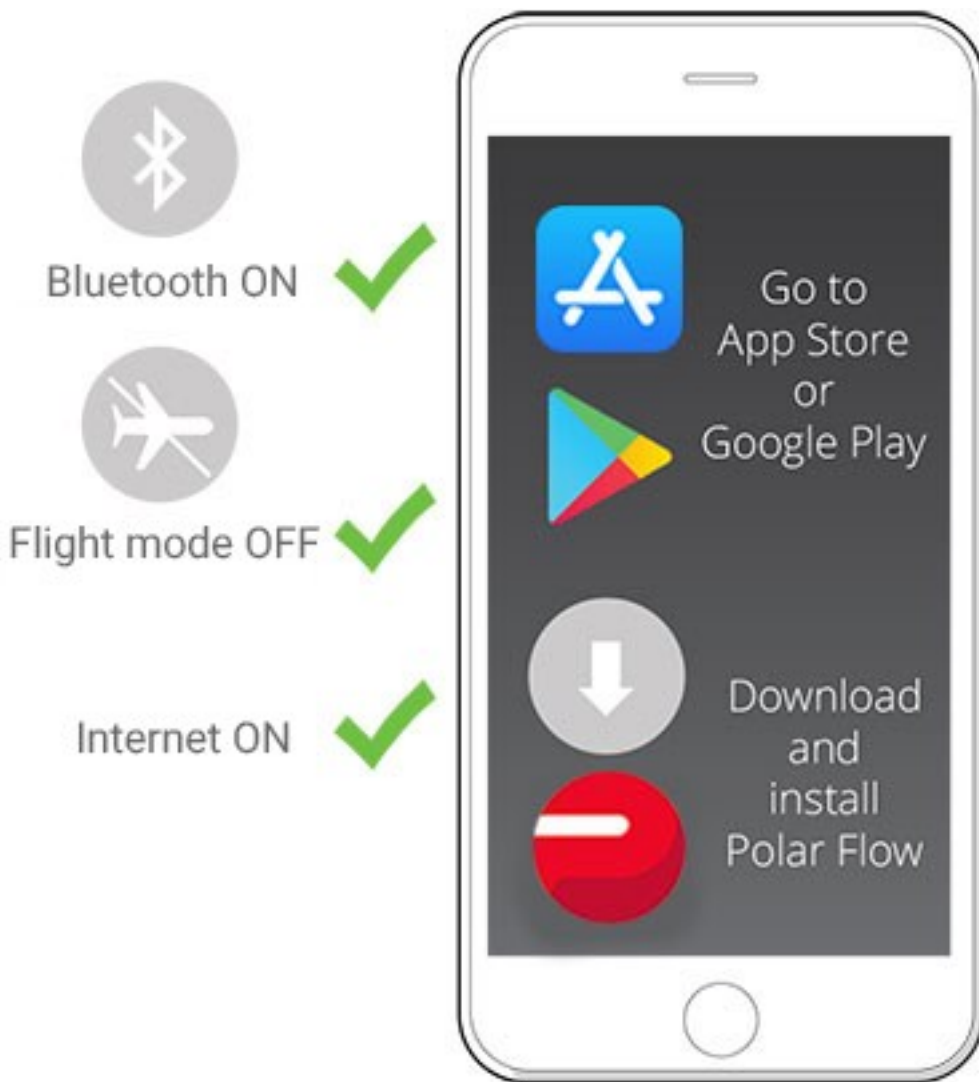 Bluetooth ON
Flight mode OFF
Internet ON
Go to
App Store
or
Google Play
Download
and
install
Polar Flow